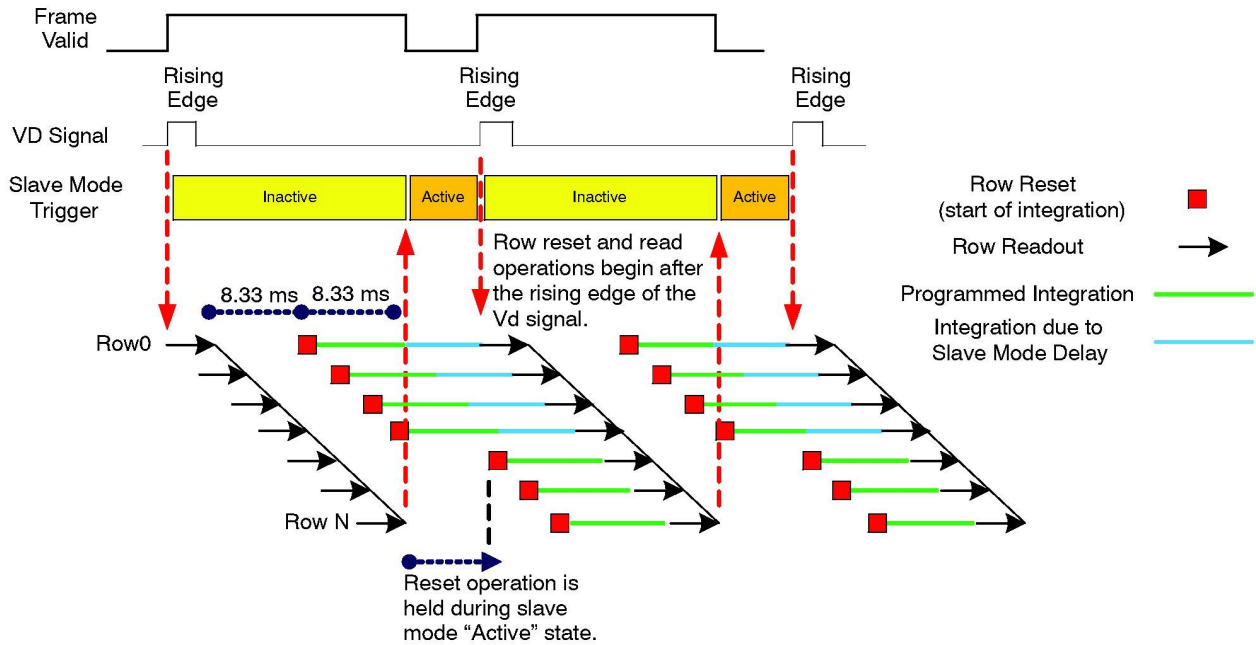 Frame
Valid
Rising
Edge
Rising
Edge
Rising
Edge
VD Signal
Slave Mode
Trigger
Inactive
Active
Inactive
Active
Row Reset
(start of integration)
Row Readout
Programmed Integration
Integration due to
Slave Mode Delay
Row reset and read
operations begin after
the rising edge of the
Vd signal.
8.33 ms
8.33 ms
Row0
Row N
Reset operation is
held during slave
mode “Active” state.